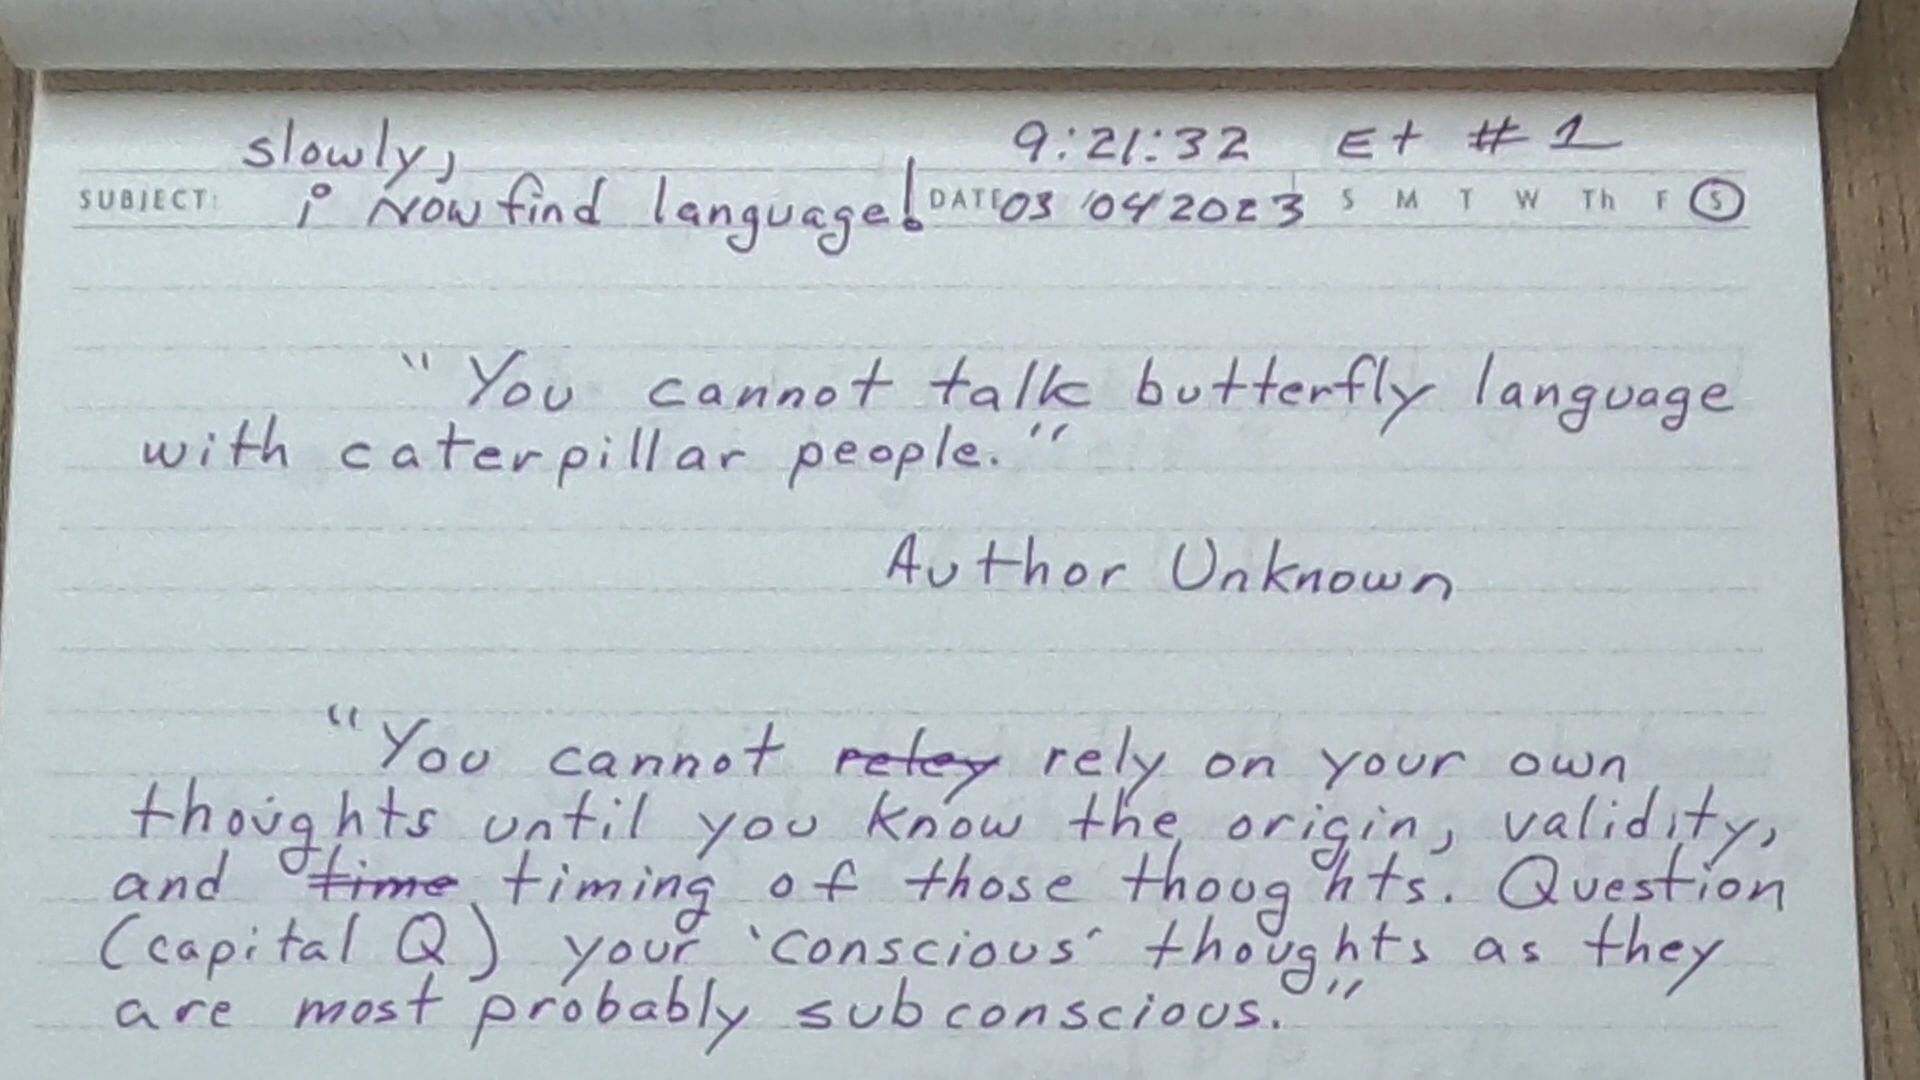 slowly, 9:21:32 Et #1
SUBJECT: i Now find language! DATE 03/04 2023 S M T W Th F S
"You cannot talk butterfly language
with caterpillar people."
Author Unknown
"You cannot reley rely on your own
thoughts until you know the origin, validity,
and time timing of those thoughts. Question
(capital Q) your 'conscious' thoughts as they
are most probably subconscious."